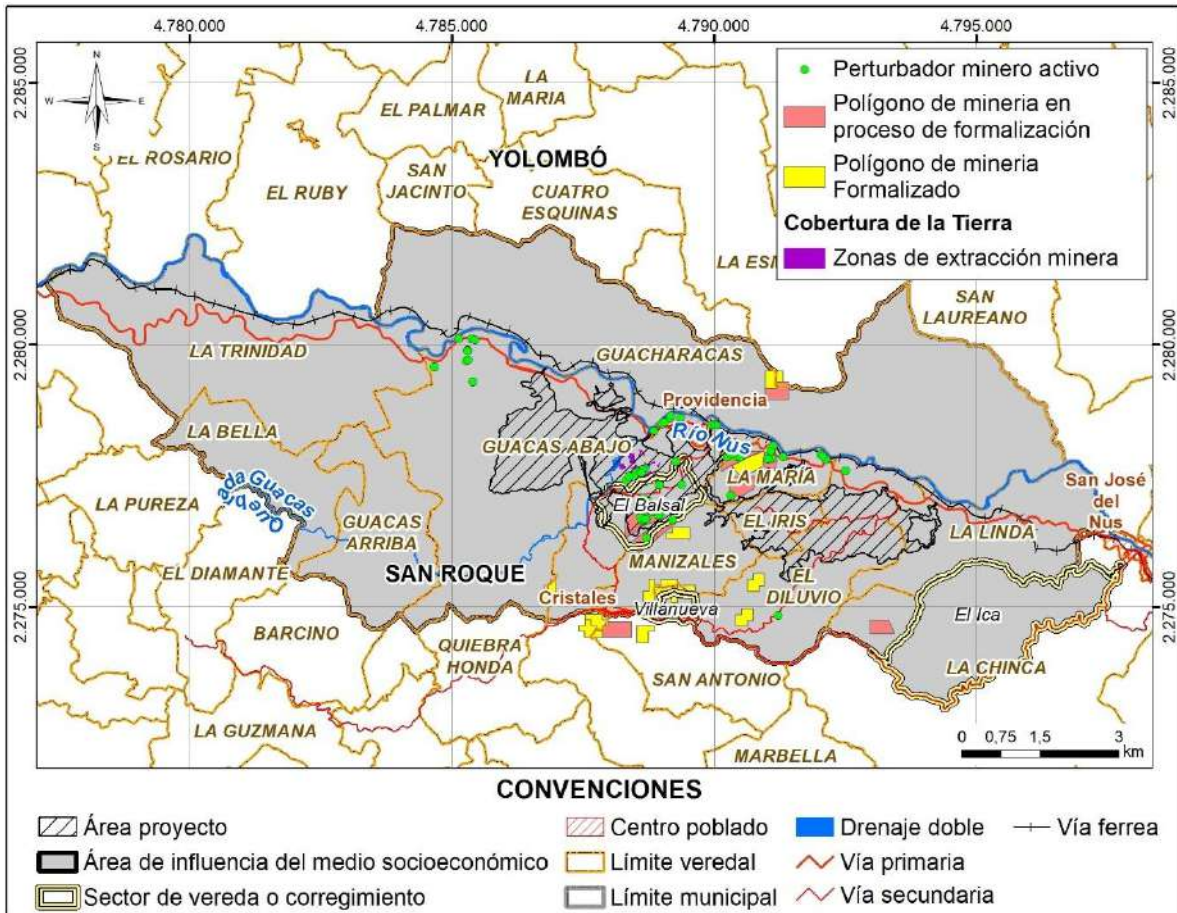 4.780.000 4.785.000 4.790.000 4.795.000
2.285.000
2.285.000
2.280.000
2.280.000
2.275.000
2.275.000
N
W E
S
Perturbador minero activo
Polígono de mineria en
proceso de formalización
Polígono de mineria
Formalizado
Cobertura de la Tierra
Zonas de extracción minera
LA
MARIA
EL PALMAR
EL ROSARIO
YOLOMBÓ
EL RUBY
SAN
JACINTO
CUATRO
ESQUINAS
LA ESI
SAN
LAUREANO
LA TRINIDAD
GUACHARACAS
Providencia
LA BELLA
GUACAS ABAJO
Río Nus
LA MARÍA
San José
del
Nus
LA PUREZA
Quebrada Guacas
GUACAS
ARRIBA
El Balsal
EL IRIS
LA LINDA
EL DIAMANTE
SAN ROQUE
MANIZALES
EL
DILUVIO
Cristales
Villanueva
El Ica
BARCINO
QUIEBRA
HONDA
SAN ANTONIO
LA CHINCA
LA GUZMANA
MARBELLA
0 0,75 1,5 3
km
CONVENCIONES
Área proyecto
Centro poblado
Drenaje doble
Vía ferrea
Área de influencia del medio socioeconómico
Límite veredal
Vía primaria
Sector de vereda o corregimiento
Límite municipal
Vía secundaria